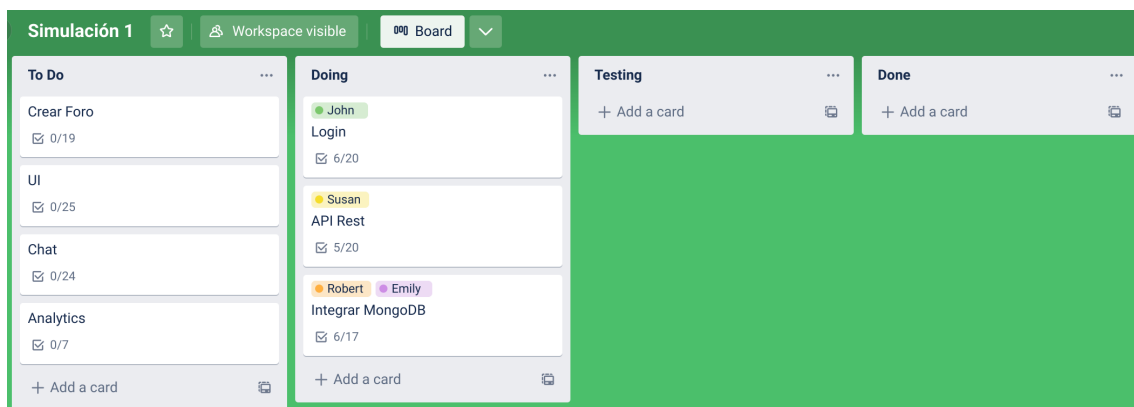 Simulación 1
Workspace visible
Board
To Do
Crear Foro
0/19
UI
0/25
Chat
0/24
Analytics
0/7
+ Add a card
Doing
John
Login
6/20
Susan
API Rest
5/20
Robert Emily
Integrar MongoDB
6/17
+ Add a card
Testing
+ Add a card
Done
+ Add a card